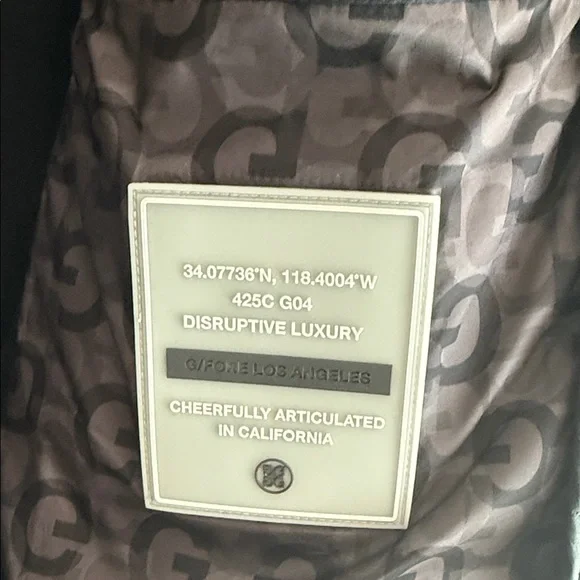 34.07736°N, 118.4004°W
425C G04
DISRUPTIVE LUXURY
G/FORE LOS ANGELES
CHEERFULLY ARTICULATED
IN CALIFORNIA